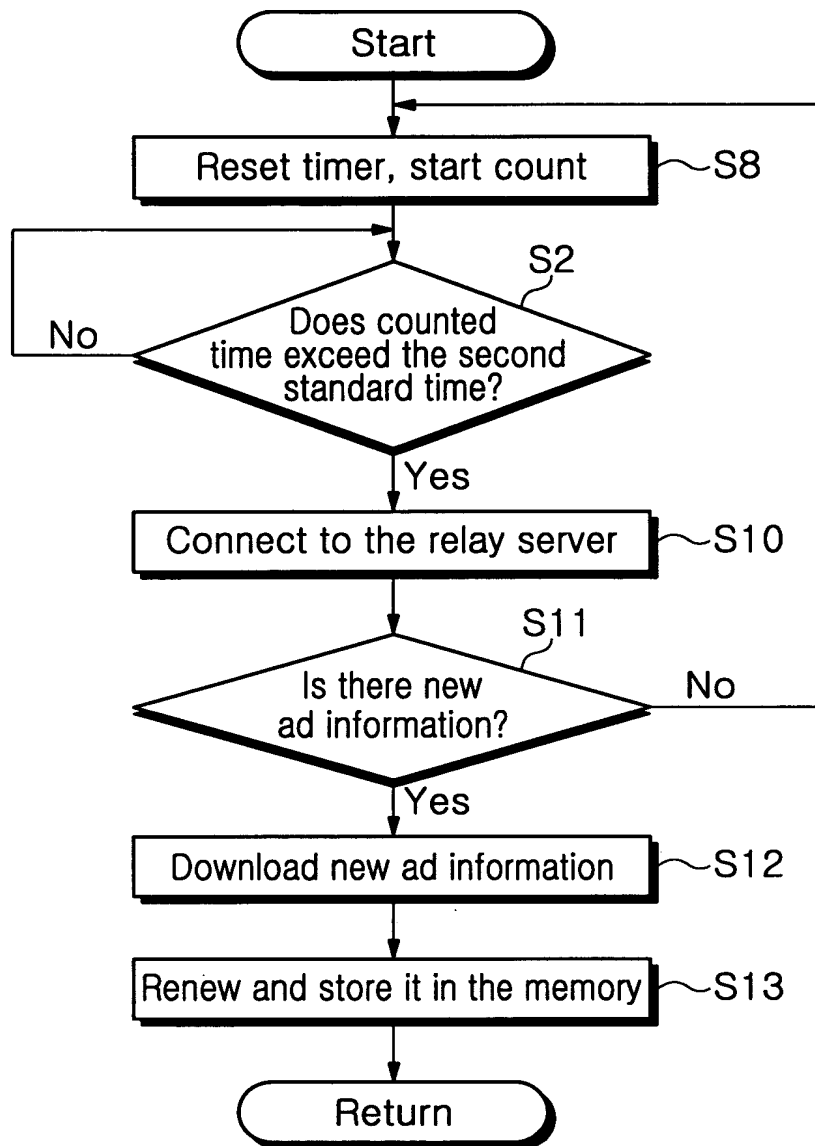 Start
Reset timer, start count
S8
S2
Does counted
time exceed the second
standard time?
No
Yes
Connect to the relay server
S10
S11
Is there new
ad information?
No
Yes
Download new ad information
S12
Renew and store it in the memory
S13
Return